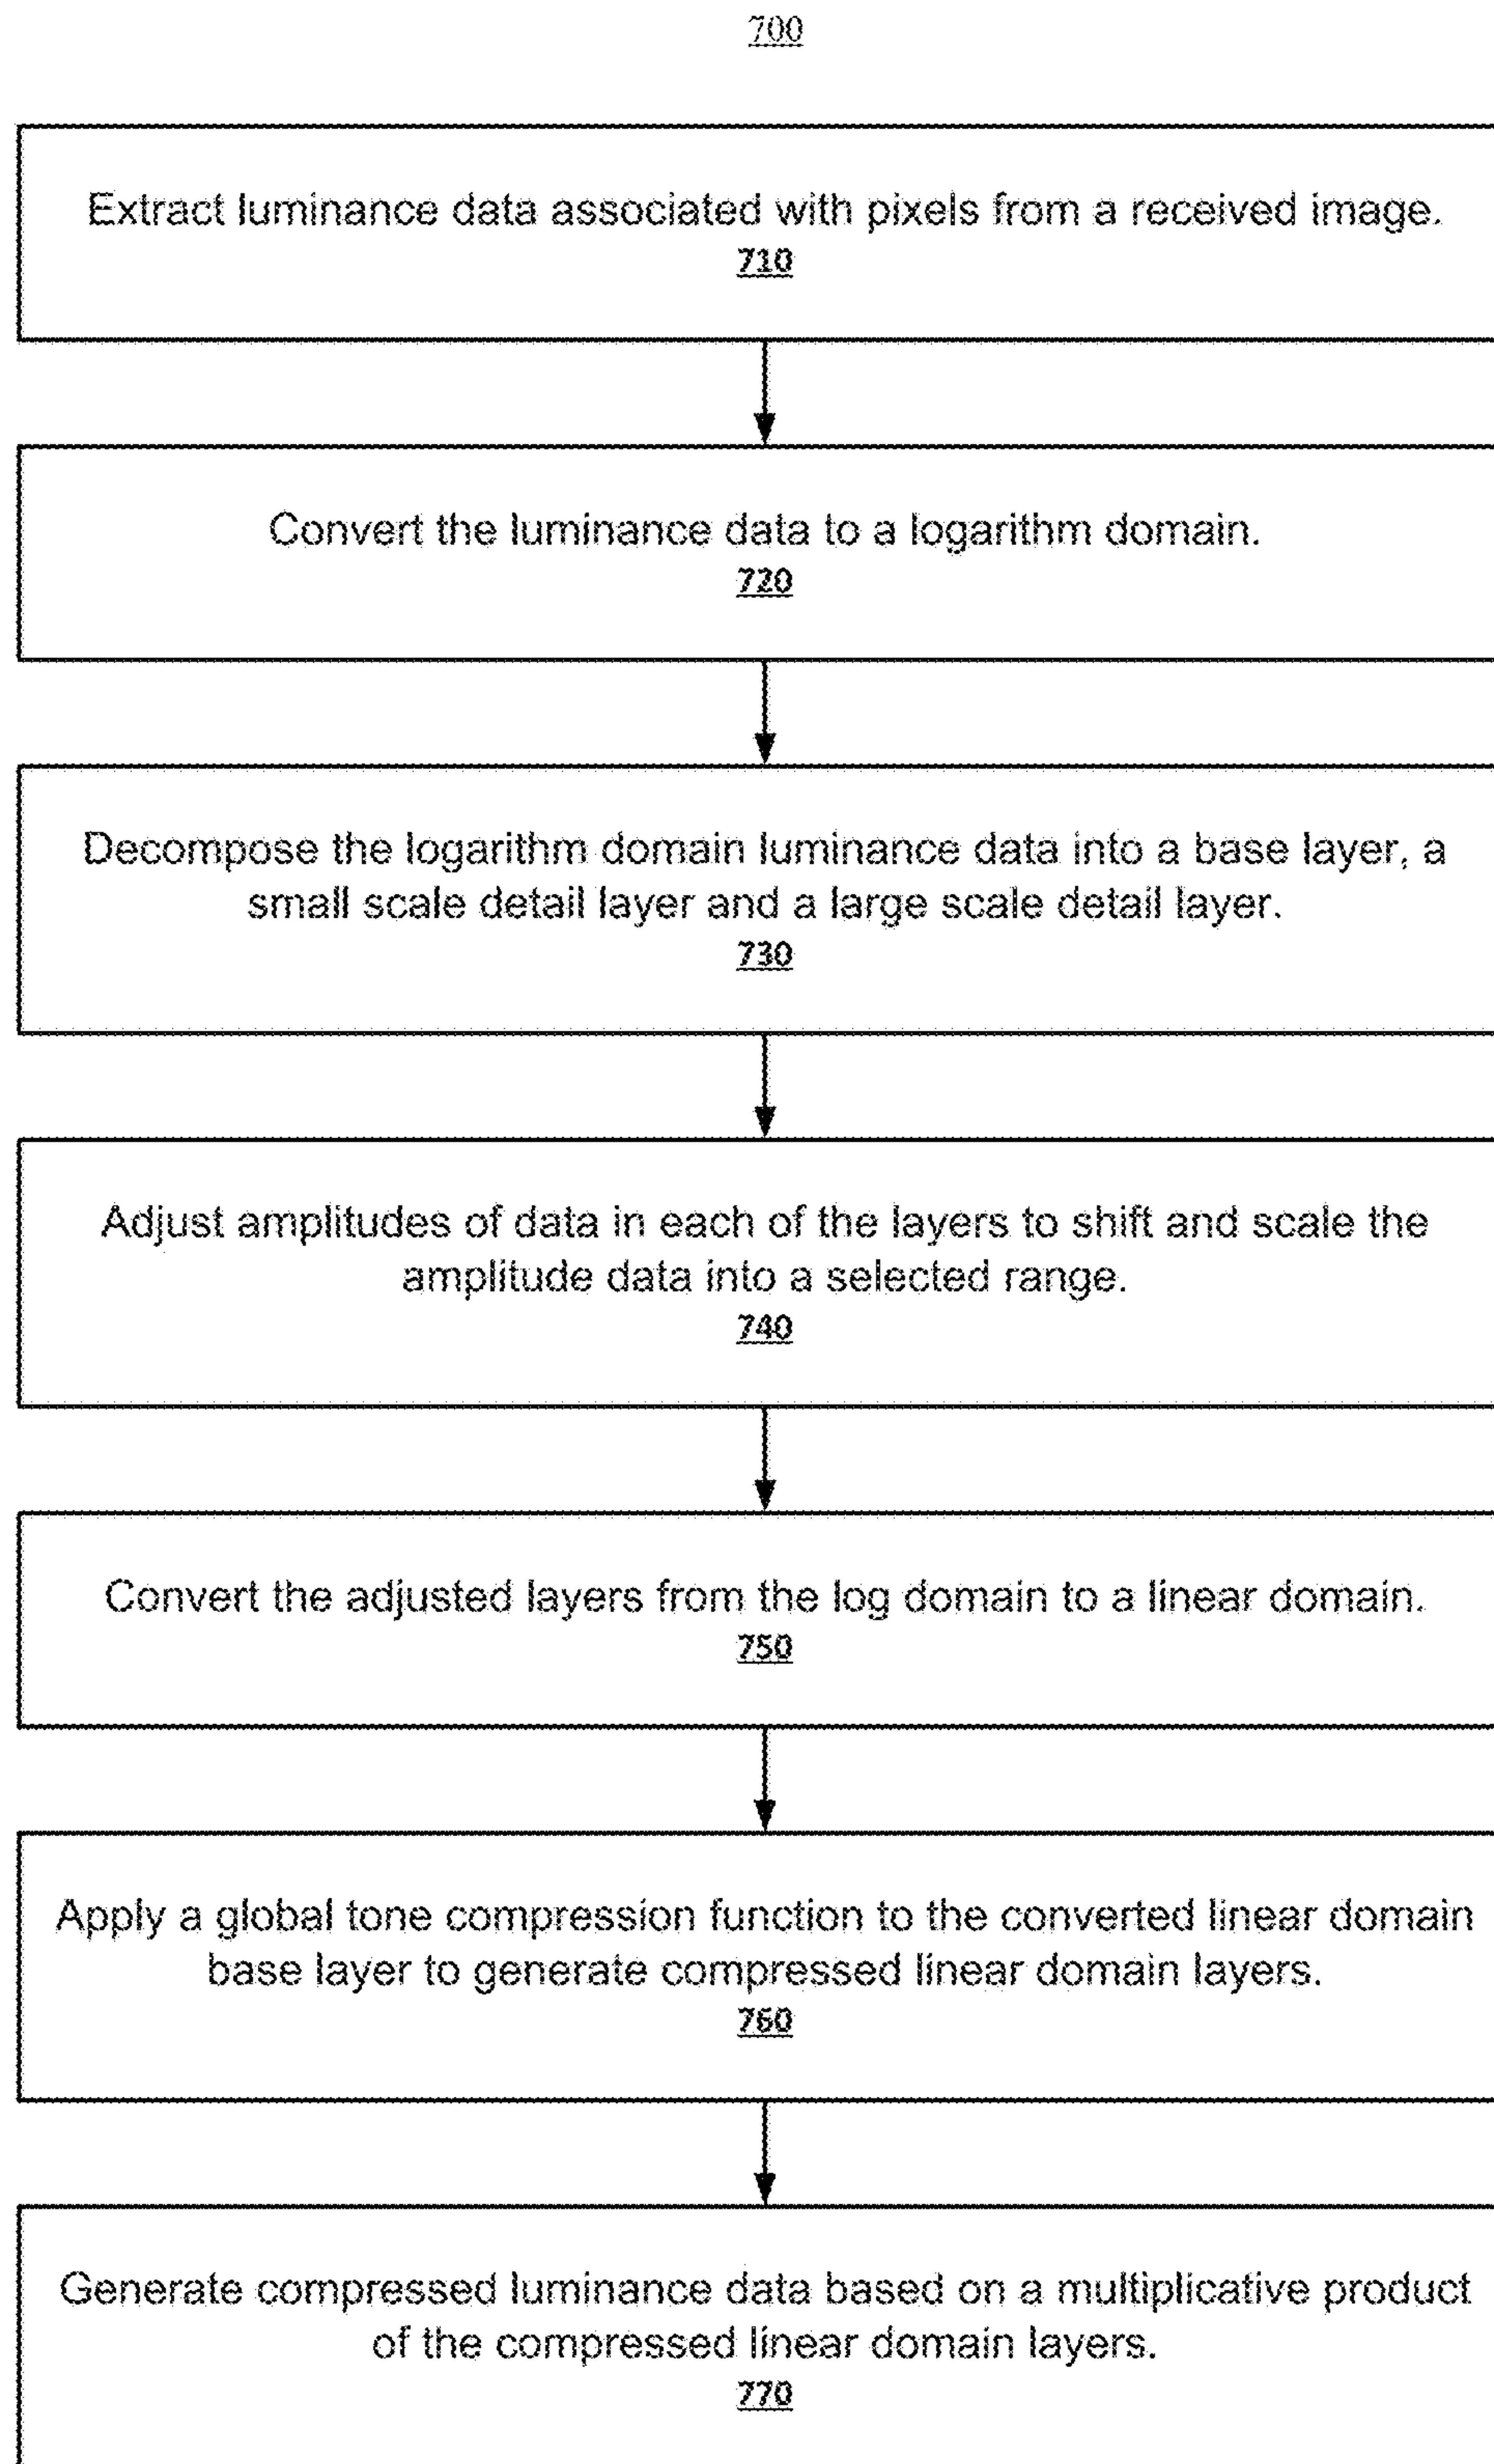 700
Extract luminance data associated with pixels from a received image.
710
Convert the luminance data to a logarithm domain.
720
Decompose the logarithm domain luminance data into a base layer, a
small scale detail layer and a large scale detail layer.
730
Adjust amplitudes of data in each of the layers to shift and scale the
amplitude data into a selected range.
740
Convert the adjusted layers from the log domain to a linear domain.
750
Apply a global tone compression function to the converted linear domain
base layer to generate compressed linear domain layers.
760
Generate compressed luminance data based on a multiplicative product
of the compressed linear domain layers.
770